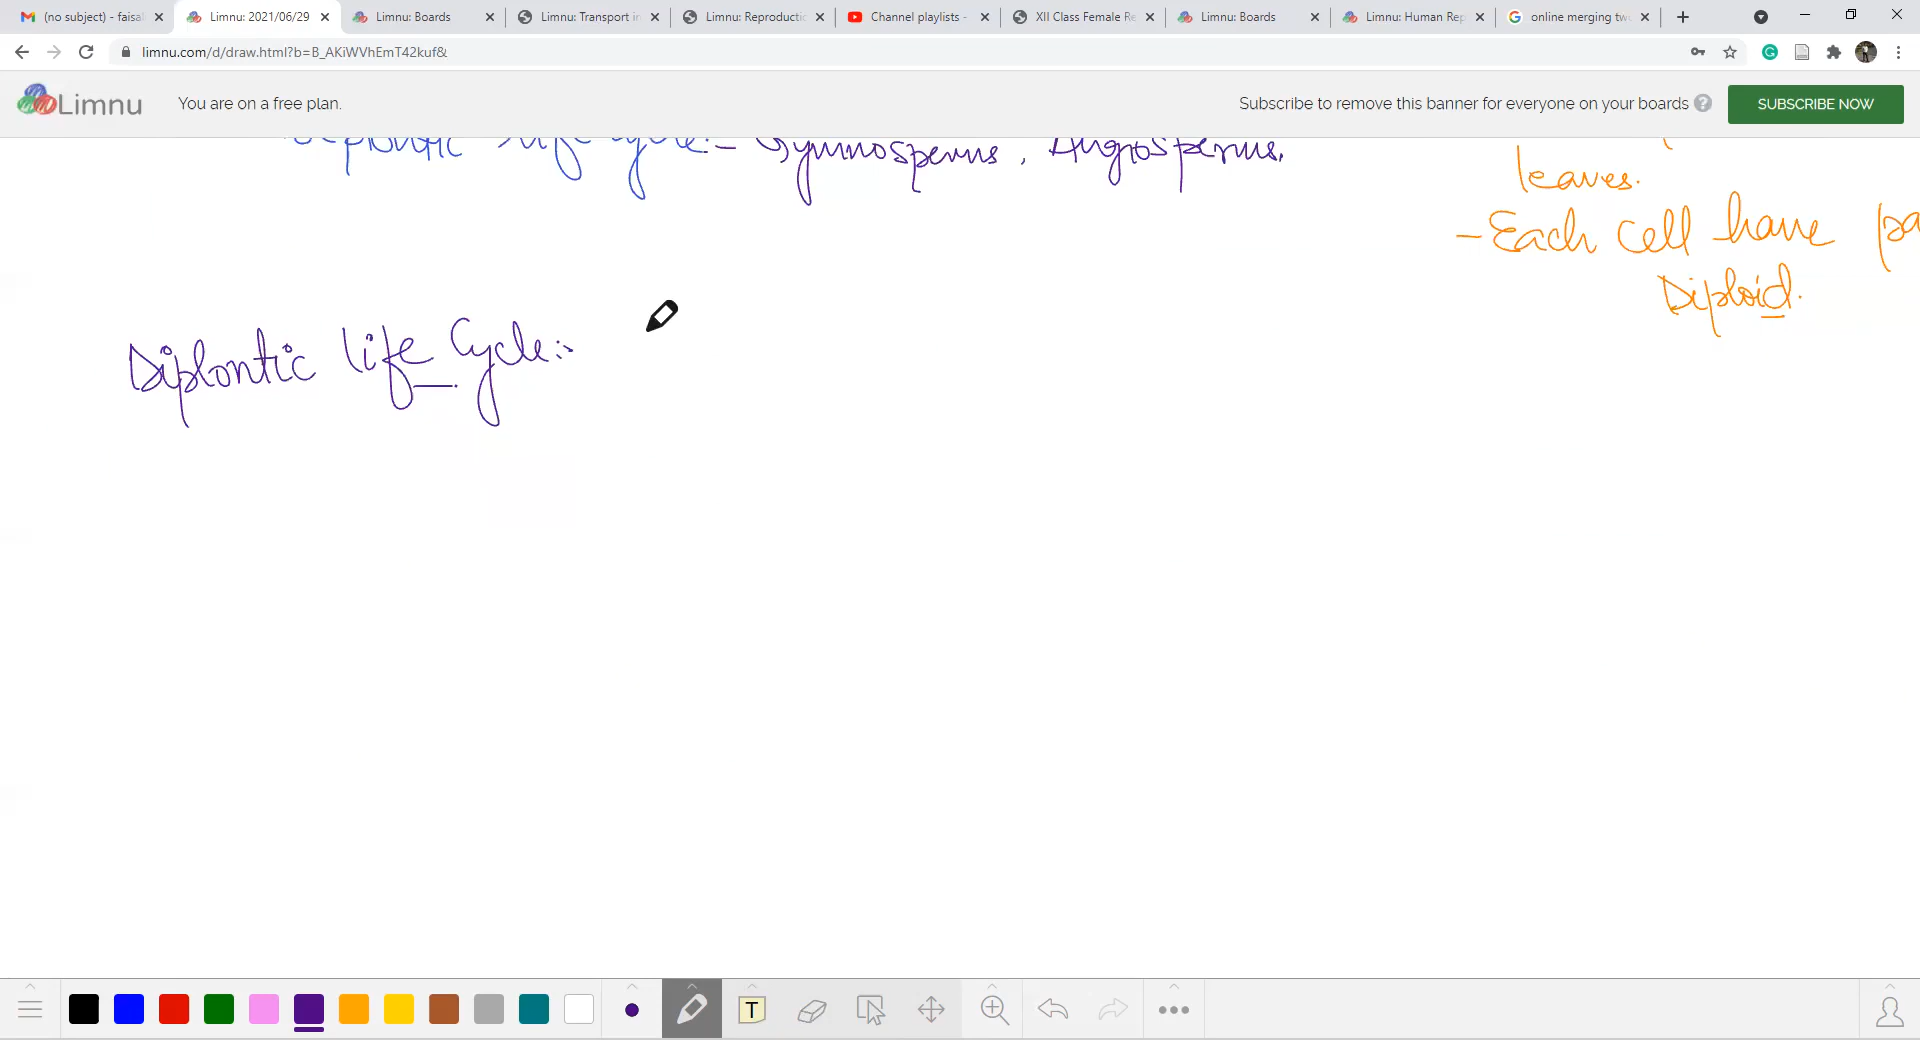 (no subject) - faisa
Limnu: 2021/06/29
Limnu: Boards
Limnu: Transport in
Limnu: Reproductio
Channel playlists -
XII Class Female Re
Limnu: Boards
Limnu: Human Rep
online merging tw
limnu.com/d/draw.html?b=B_AKiWVhEmT42kuf&
Limnu
You are on a free plan.
Subscribe to remove this banner for everyone on your boards ?
SUBSCRIBE NOW
Diplontic life cycle:- Gymnosperms, Angiosperms.
leaves.
- Each cell have pa
Diploid.
Diplontic life Cycle:-
T